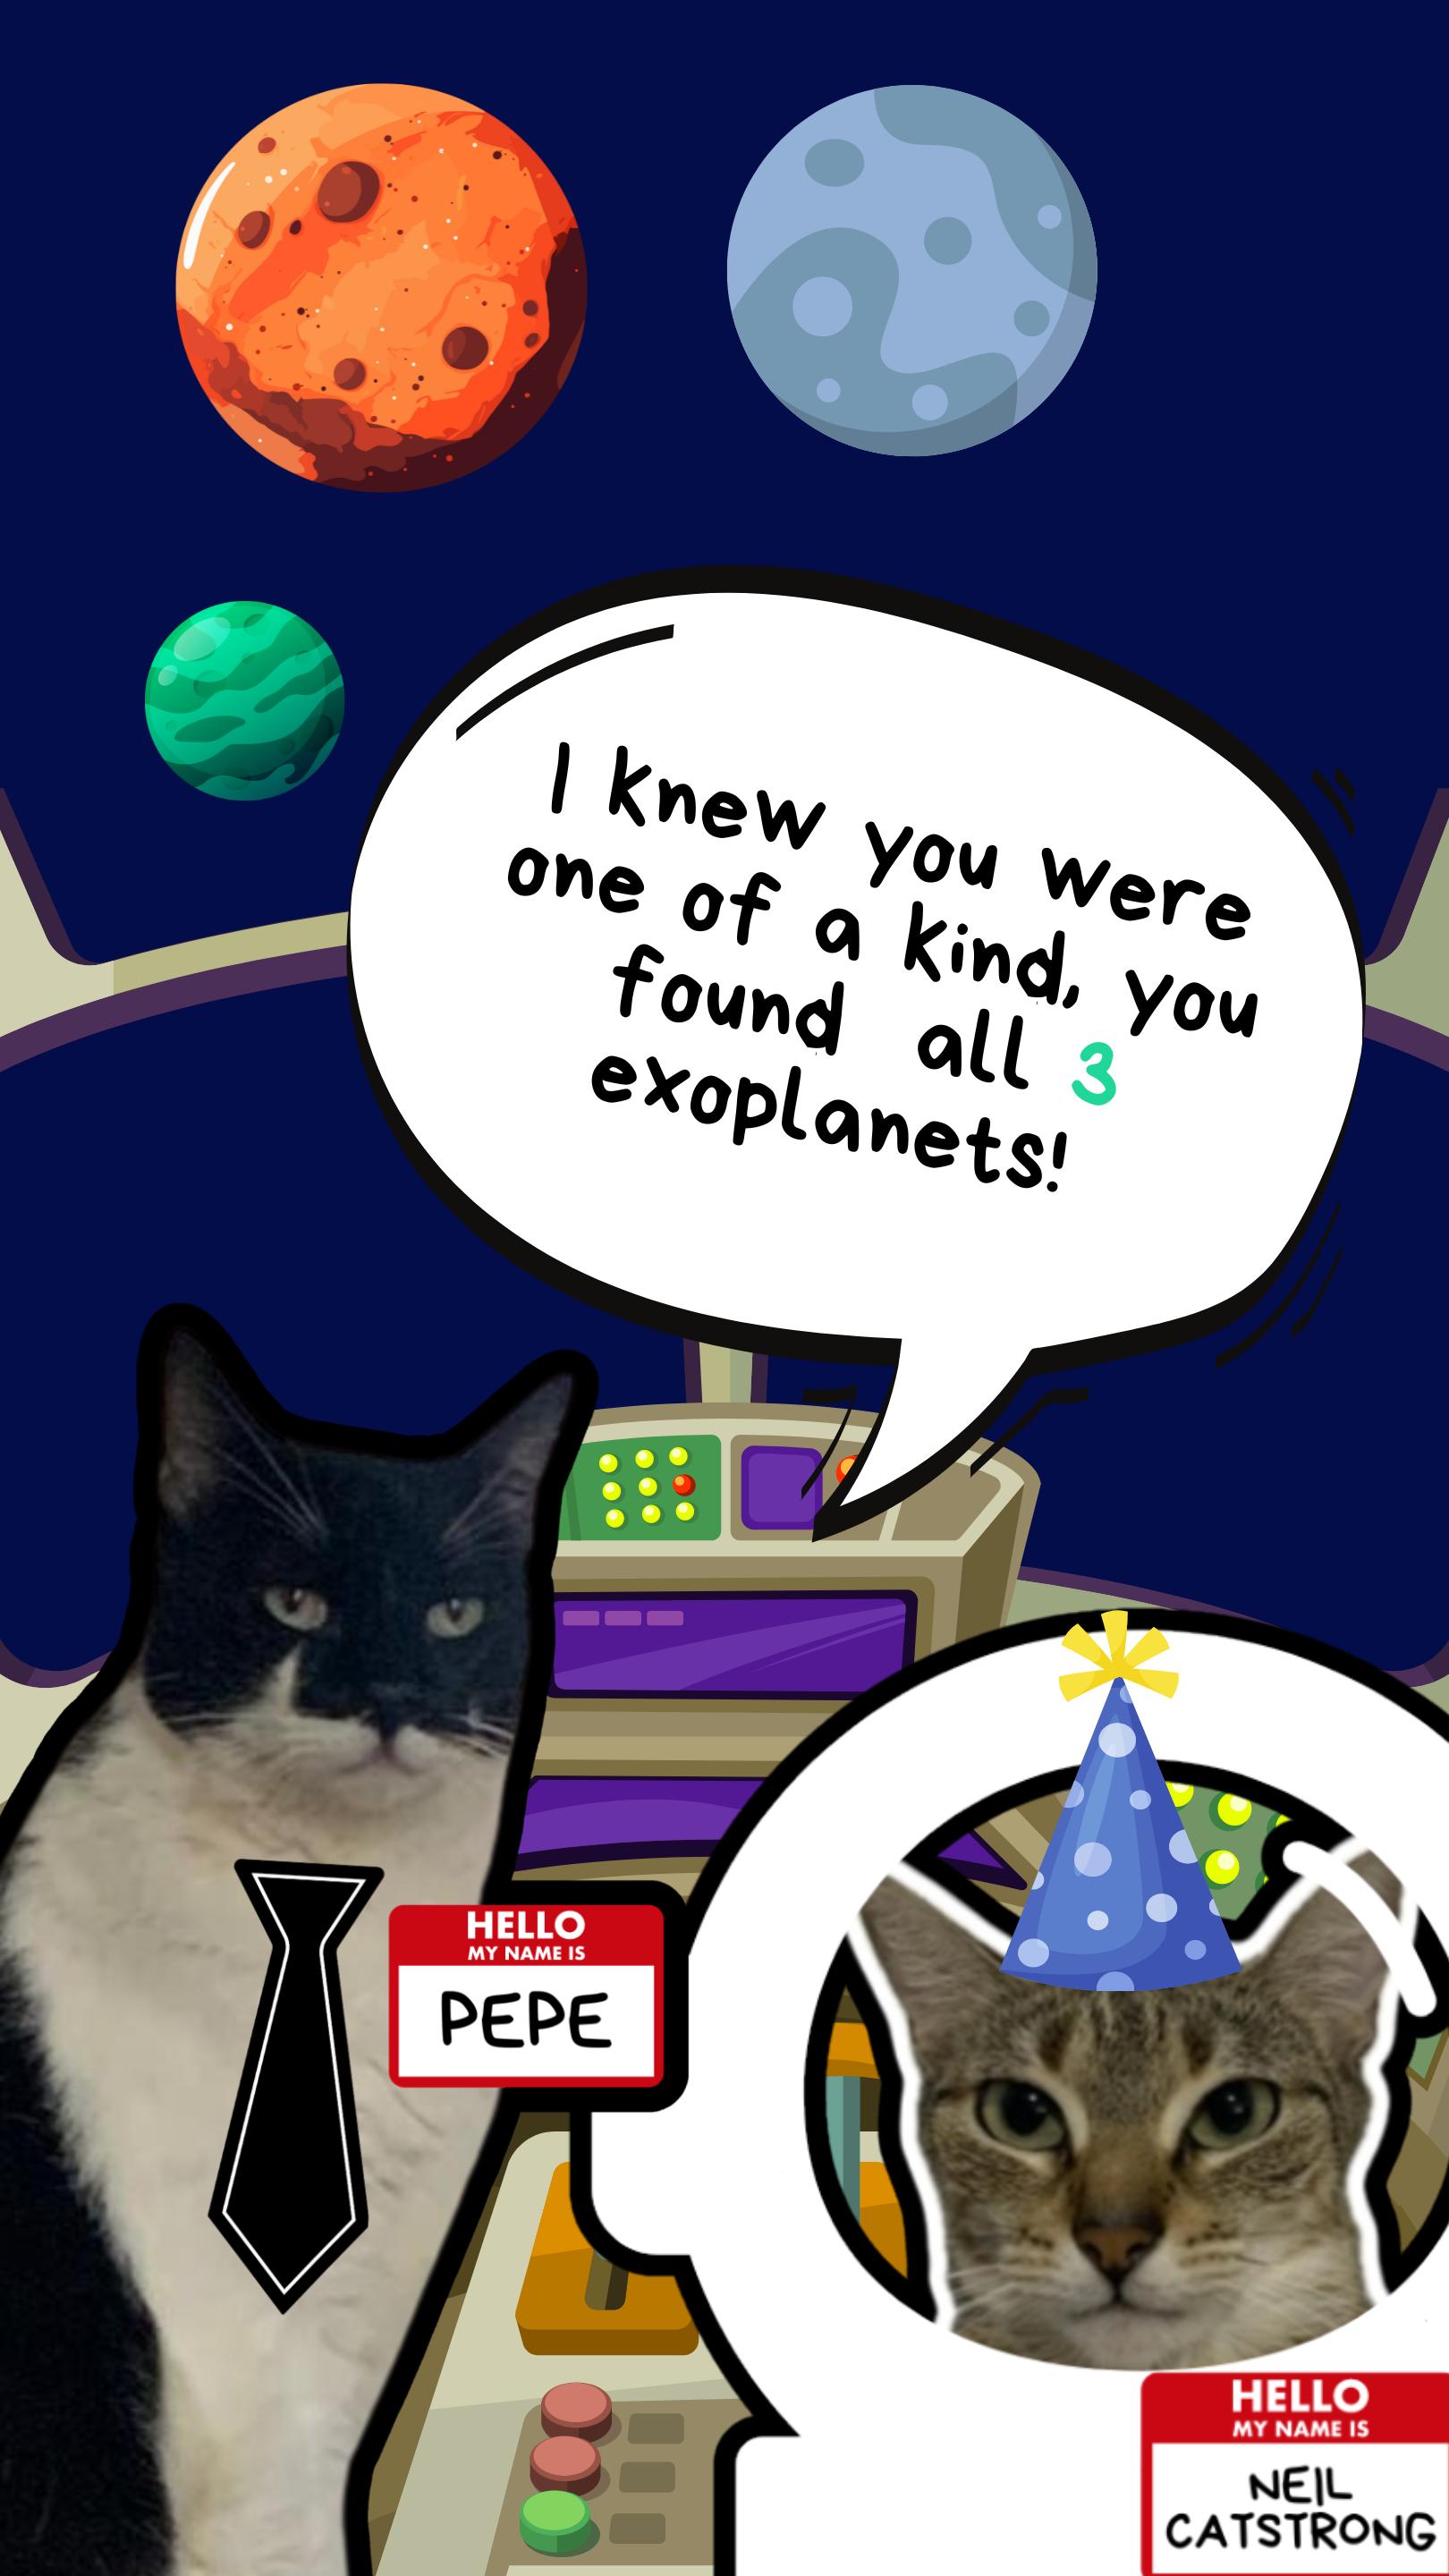 I knew you were
one of a kind, you
found all 3
exoplanets!
HELLO
MY NAME IS
PEPE
HELLO
MY NAME IS
NEIL
CATSTRONG